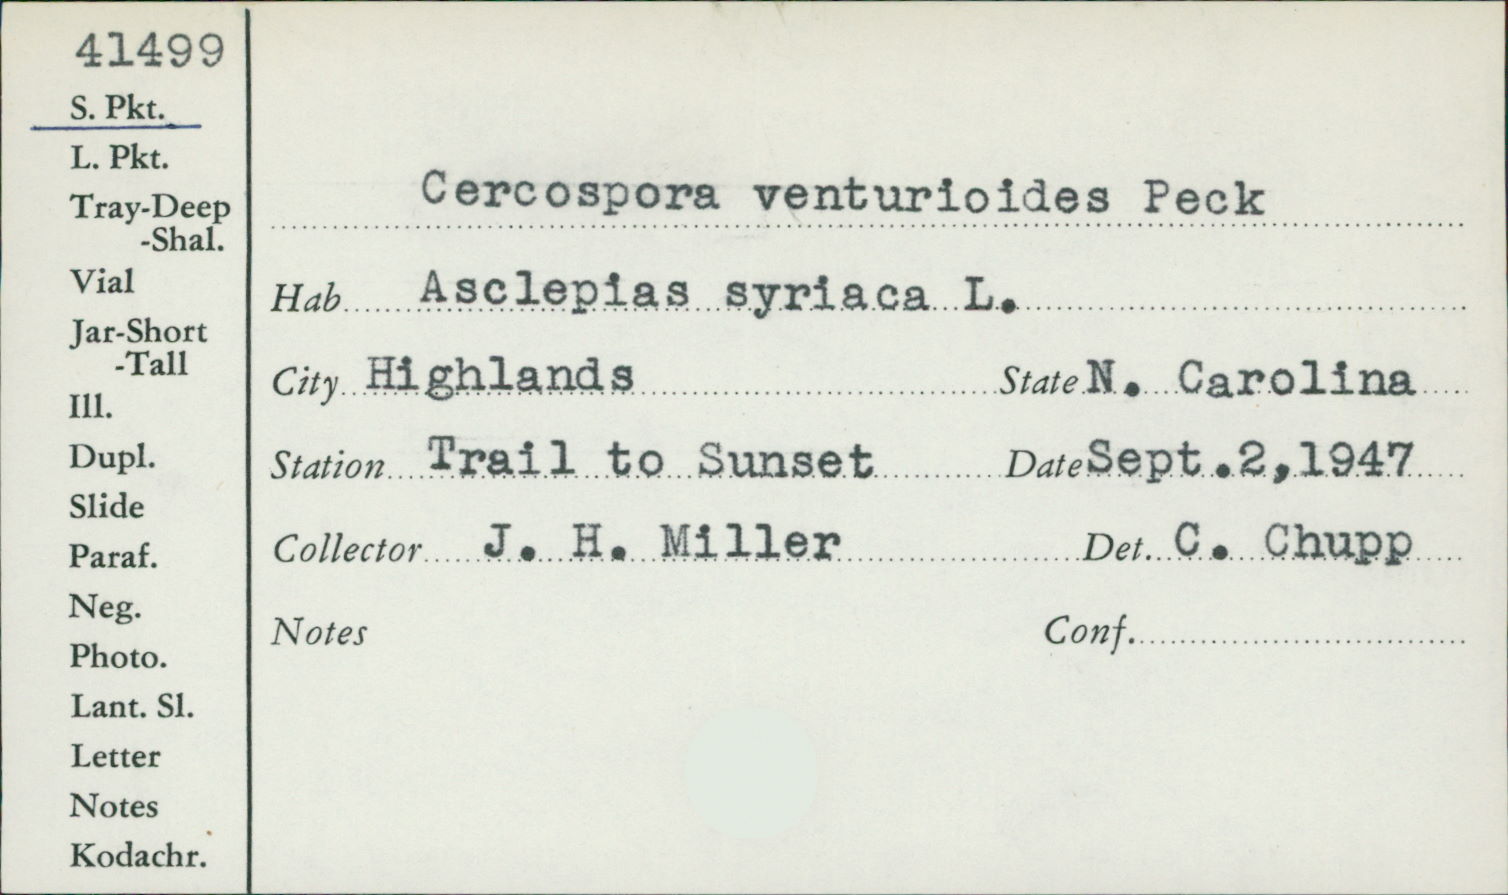 41499
S. Pkt.
L. Pkt.
Tray-Deep
-Shal.
Vial
Jar-Short
-Tall
Ill.
Dupl.
Slide
Paraf.
Neg.
Photo.
Lant. Sl.
Letter
Notes
Kodachr.
Cercospora venturioides Peck
Hab Asclepias syriaca L.
City Highlands State N. Carolina
Station Trail to Sunset Date Sept.2,1947
Collector J. H. Miller Det. C. Chupp
Notes Conf.